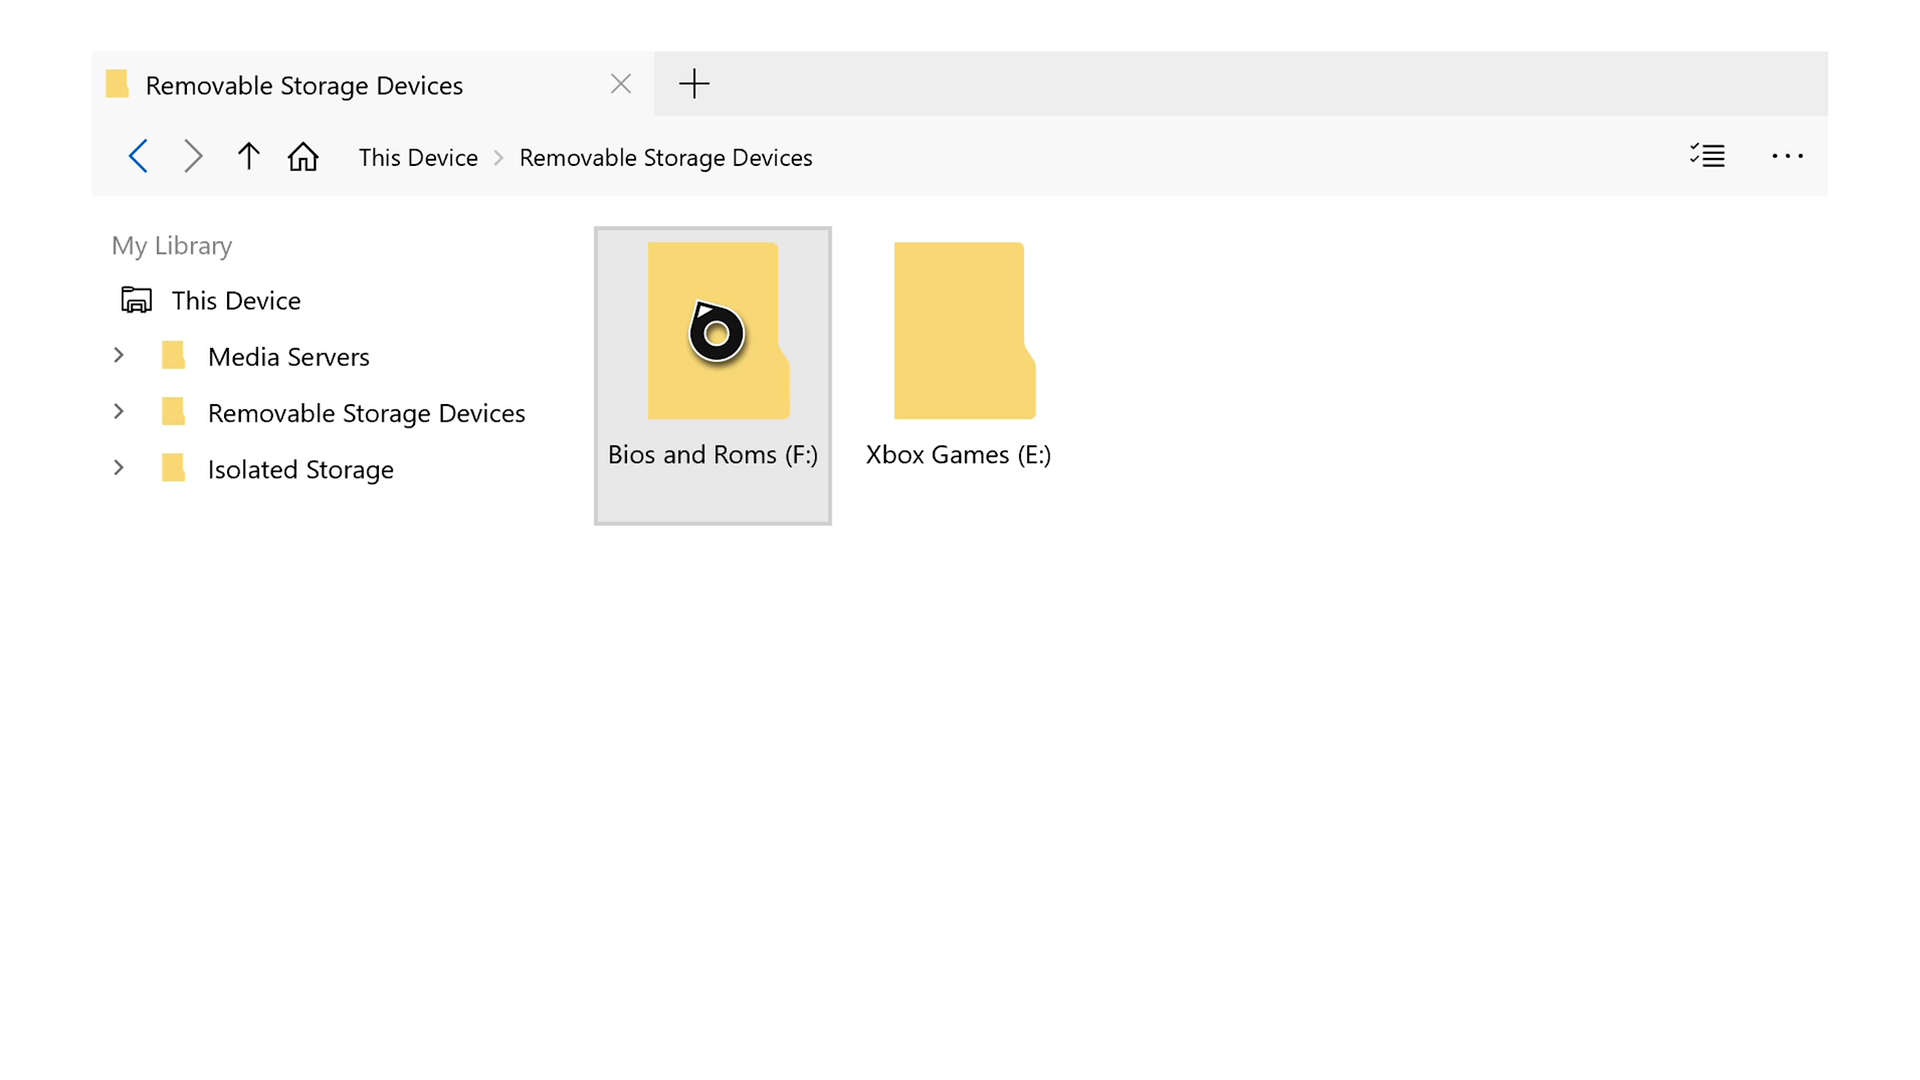 Removable Storage Devices
This Device > Removable Storage Devices
My Library
This Device
Media Servers
Removable Storage Devices
Isolated Storage
Bios and Roms (F:)
Xbox Games (E:)